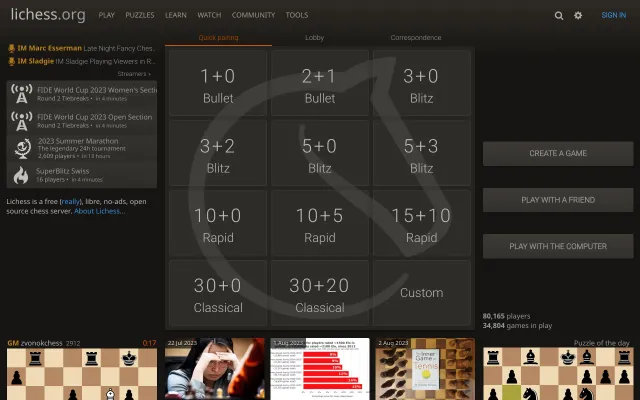 lichess.org PLAY PUZZLES LEARN WATCH COMMUNITY TOOLS SIGN IN
IM Marc Esserman Late Night Fancy Ches...
IM Sladgie !IM Sladgie Playing Viewers in R...
Streamers »
FIDE World Cup 2023 Women's Secti
Round 2 Tiebreaks • in 4 minutes
FIDE World Cup 2023 Open Section
Round 2 Tiebreaks • in 4 minutes
2023 Summer Marathon
The legendary 24h tournament
2,609 players • in 13 hours
SuperBlitz Swiss
16 players • in 4 minutes
Lichess is a free (really), libre, no-ads, open
source chess server. About Lichess...
Quick pairing Lobby Correspondence
1+0 2+1 3+0
Bullet Bullet Blitz
3+2 5+0 5+3
Blitz Blitz Blitz
10+0 10+5 15+10
Rapid Rapid Rapid
30+0 30+20 Custom
Classical Classical
CREATE A GAME
PLAY WITH A FRIEND
PLAY WITH THE COMPUTER
80,165 players
34,804 games in play
GM zvonokchess 2912 0:17
22 Jul 2023
1 Aug 2023
2 Aug 2023
The Inner Game of Tennis
Puzzle of the day